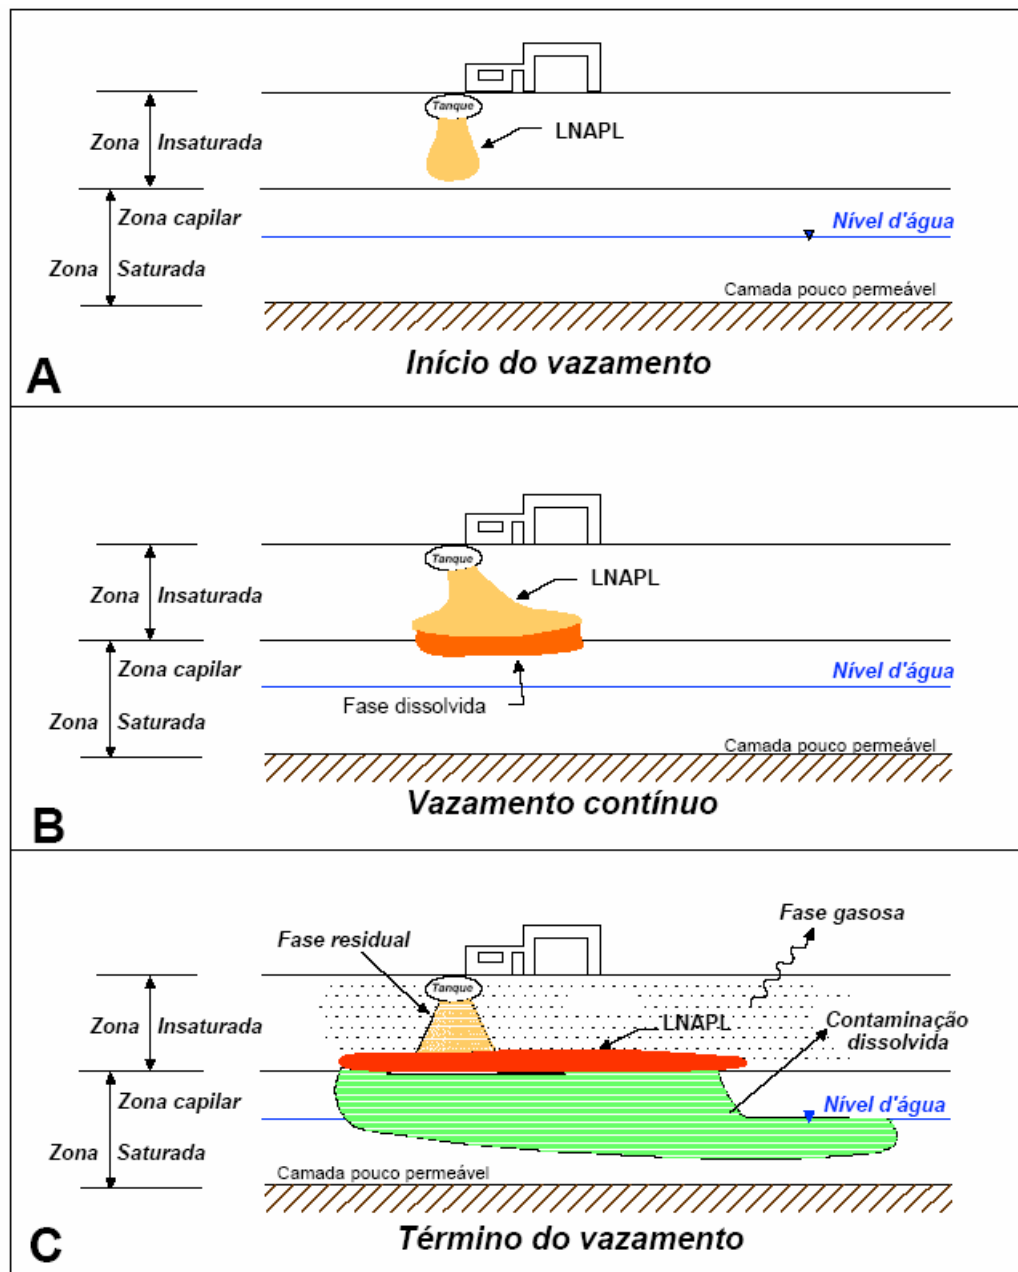 Tanque
LNAPL
Zona Insaturada
Zona capilar
Nível d'água
Zona Saturada
Camada pouco permeável
Início do vazamento
A
Tanque
LNAPL
Zona Insaturada
Zona capilar
Nível d'água
Fase dissolvida
Zona Saturada
Camada pouco permeável
Vazamento contínuo
B
Fase gasosa
Fase residual
Tanque
LNAPL
Zona Insaturada
Contaminação
dissolvida
Zona capilar
Nível d'água
Zona Saturada
Camada pouco permeável
Término do vazamento
C